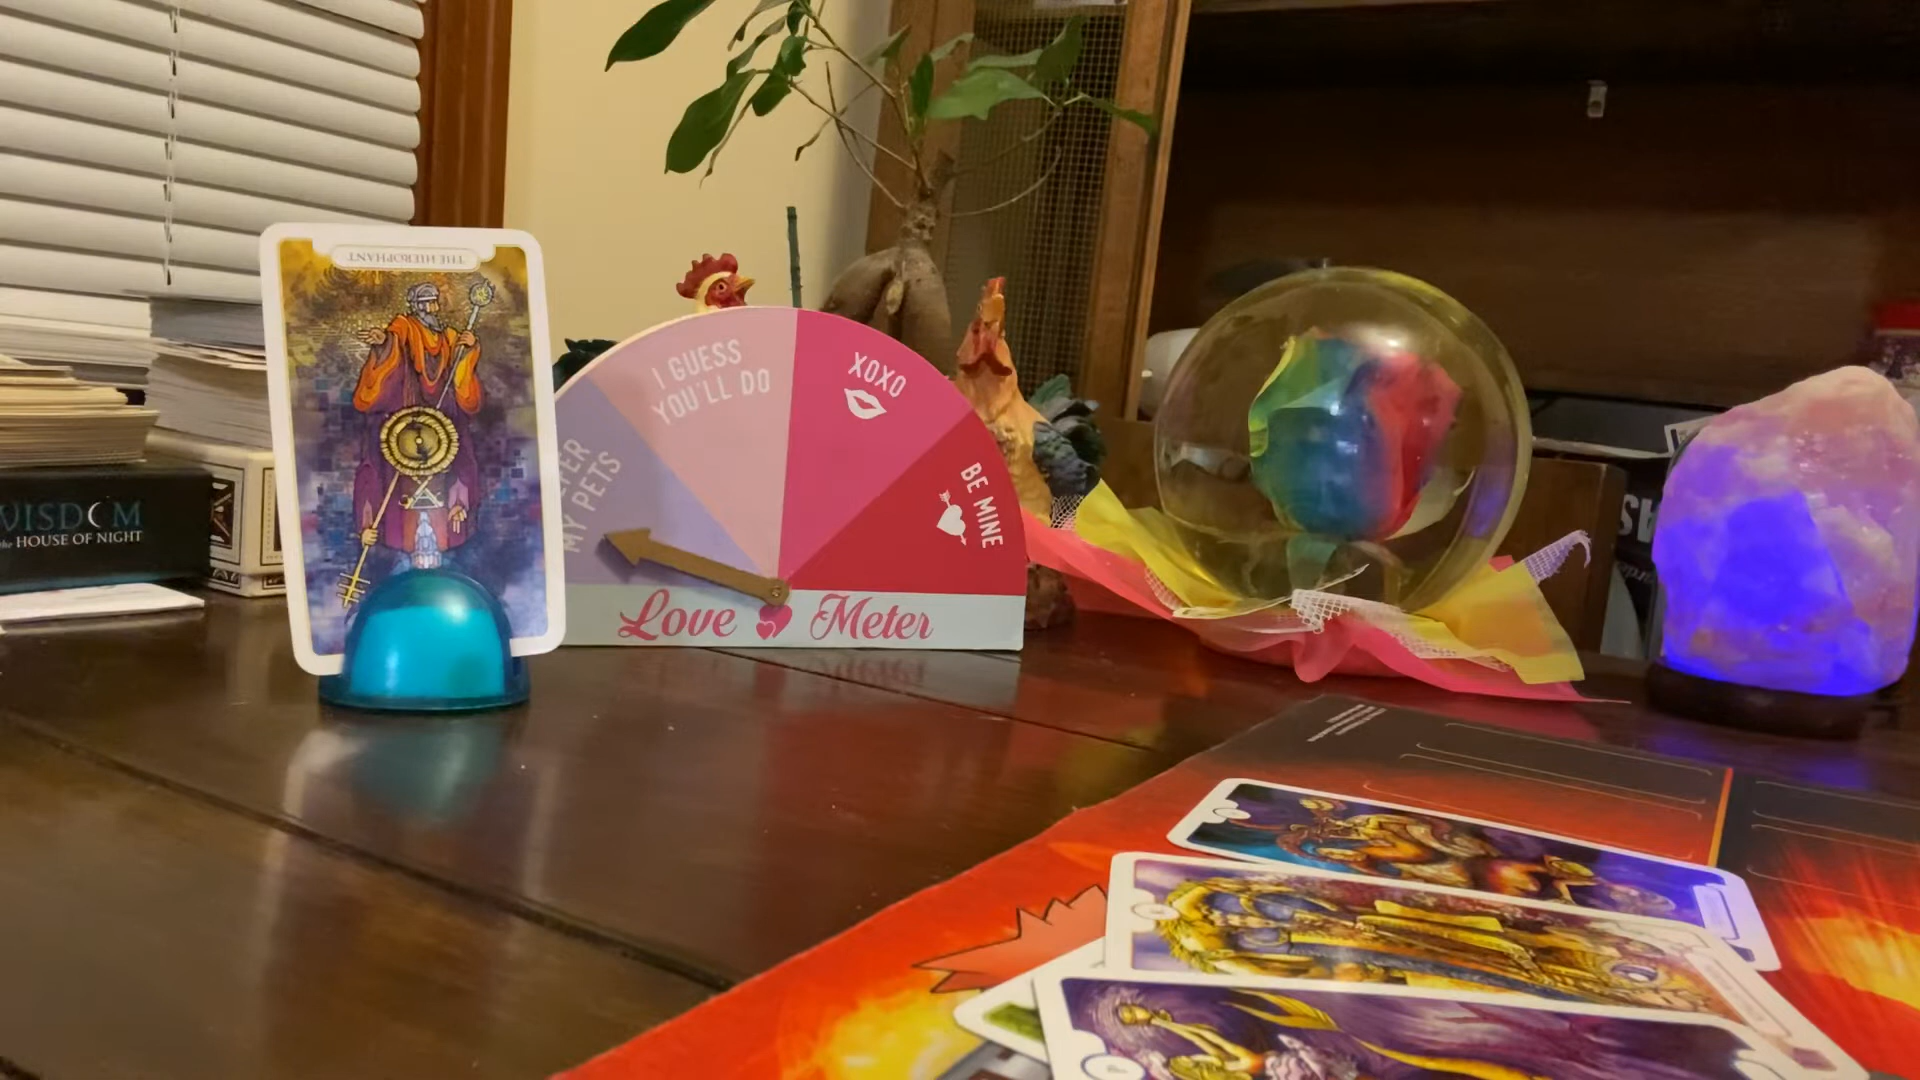 THE HIEROPHANT
WISDOM
the HOUSE OF NIGHT
MY PETS
I GUESS
YOU'LL DO
XOXO
BE MINE
Love Meter